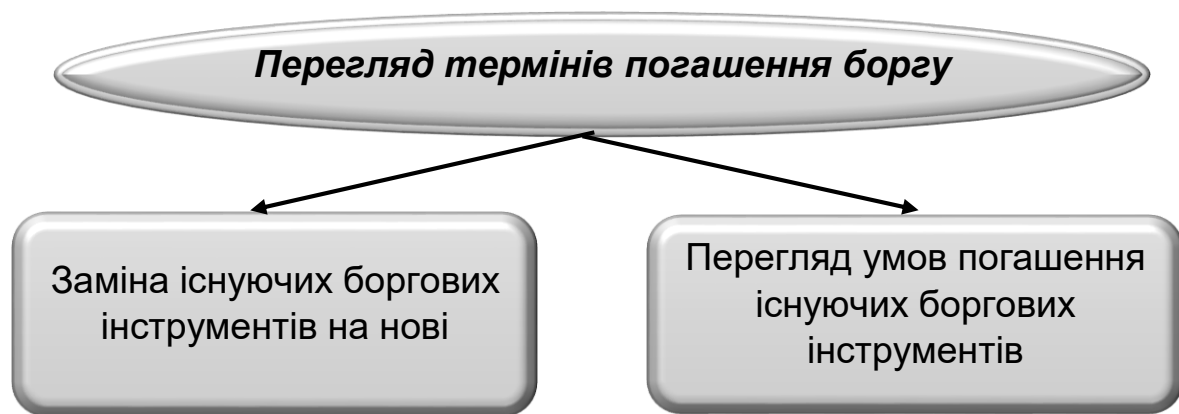 Перегляд термінів погашення боргу
Заміна існуючих боргових
інструментів на нові
Перегляд умов погашення
існуючих боргових
інструментів